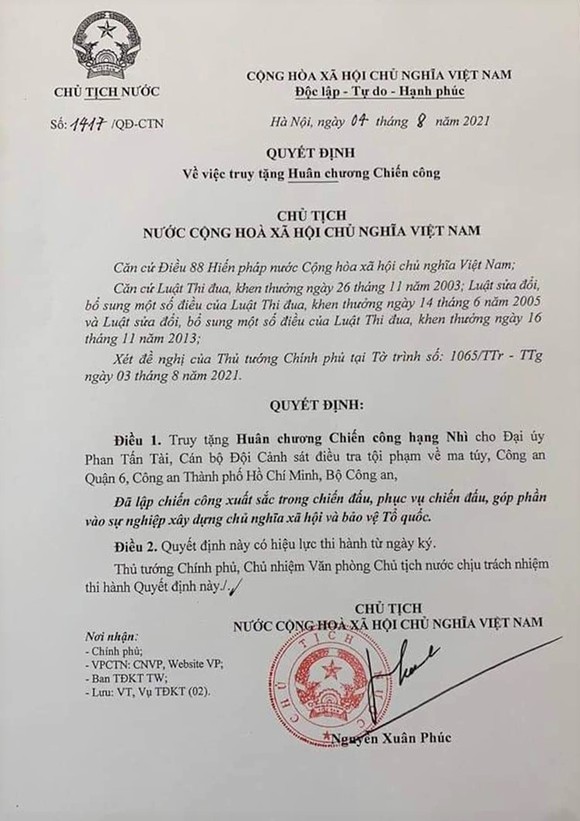 CHỦ TỊCH NƯỚC
Số: 1417 /QĐ-CTN
CỘNG HÒA XÃ HỘI CHỦ NGHĨA VIỆT NAM
Độc lập - Tự do - Hạnh phúc
Hà Nội, ngày 04 tháng 8 năm 2021
QUYẾT ĐỊNH
Về việc truy tặng Huân chương Chiến công
CHỦ TỊCH
NƯỚC CỘNG HOÀ XÃ HỘI CHỦ NGHĨA VIỆT NAM
Căn cứ Điều 88 Hiến pháp nước Cộng hòa xã hội chủ nghĩa Việt Nam;
Căn cứ Luật Thi đua, khen thưởng ngày 26 tháng 11 năm 2003; Luật sửa đổi,
bổ sung một số điều của Luật Thi đua, khen thưởng ngày 14 tháng 6 năm 2005
và Luật sửa đổi, bổ sung một số điều của Luật Thi đua, khen thưởng ngày 16
tháng 11 năm 2013;
Xét đề nghị của Thủ tướng Chính phủ tại Tờ trình số: 1065/TTr - TTg
ngày 03 tháng 8 năm 2021.
QUYẾT ĐỊNH:
Điều 1. Truy tặng Huân chương Chiến công hạng Nhì cho Đại úy
Phan Tấn Tài, Cán bộ Đội Cảnh sát điều tra tội phạm về ma túy, Công an
Quận 6, Công an Thành phố Hồ Chí Minh, Bộ Công an,
Đã lập chiến công xuất sắc trong chiến đấu, phục vụ chiến đấu, góp phần
vào sự nghiệp xây dựng chủ nghĩa xã hội và bảo vệ Tổ quốc.
Điều 2. Quyết định này có hiệu lực thi hành từ ngày ký.
Thủ tướng Chính phủ, Chủ nhiệm Văn phòng Chủ tịch nước chịu trách nhiệm
thi hành Quyết định này./.
CHỦ TỊCH
NƯỚC CỘNG HOÀ XÃ HỘI CHỦ NGHĨA VIỆT NAM
Nơi nhận:
- Chính phủ;
- VPCTN: CNVP, Website VP;
- Ban TĐKT TW;
- Lưu: VT, Vụ TĐKT (02).
CHỦ TỊCH NƯỚC
Nguyễn Xuân Phúc